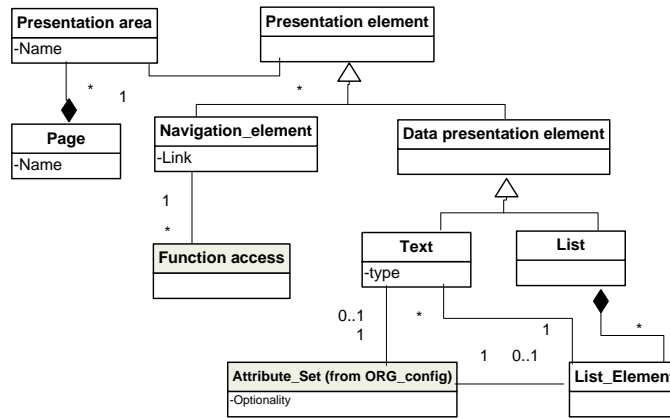 Presentation area
-Name
Presentation element
*
1
*
Page
-Name
Navigation_element
-Link
Data presentation element
1
*
Function access
Text
-type
List
0..1
1
*
1
*
Attribute_Set (from ORG_config)
-Optionality
1
0..1
List_Element